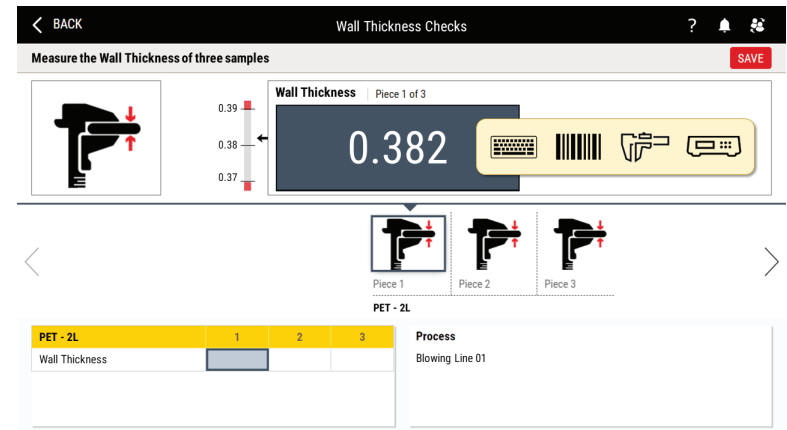 BACK
Wall Thickness Checks
?
Measure the Wall Thickness of three samples
SAVE
Wall Thickness
Piece 1 of 3
0.39
0.38
0.37
0.382
Piece 1
Piece 2
Piece 3
PET - 2L
PET - 2L 1 2 3
Wall Thickness
Process
Blowing Line 01